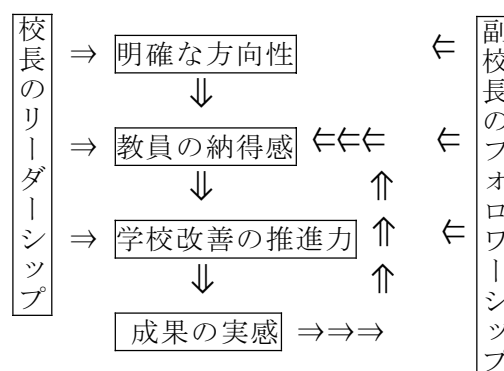 校長のリーダーシップ
⇒ 明確な方向性 ⇐
⇓
⇒ 教員の納得感 ⇐⇐⇐ ⇐
⇓ ⇑
⇒ 学校改善の推進力 ⇑ ⇐
⇓ ⇑
成果の実感 ⇒⇒⇒
副校長のフォロワーシップ